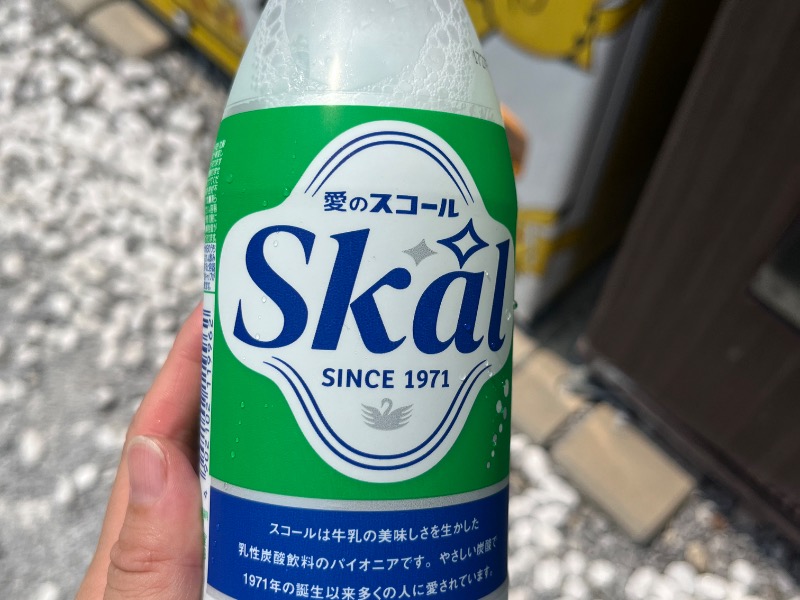 愛のスコール
Skål
SINCE 1971
スコールは牛乳の美味しさを生かした
乳性炭酸飲料のパイオニアです。やさしい炭酸で
1971年の誕生以来多くの人に愛されています。